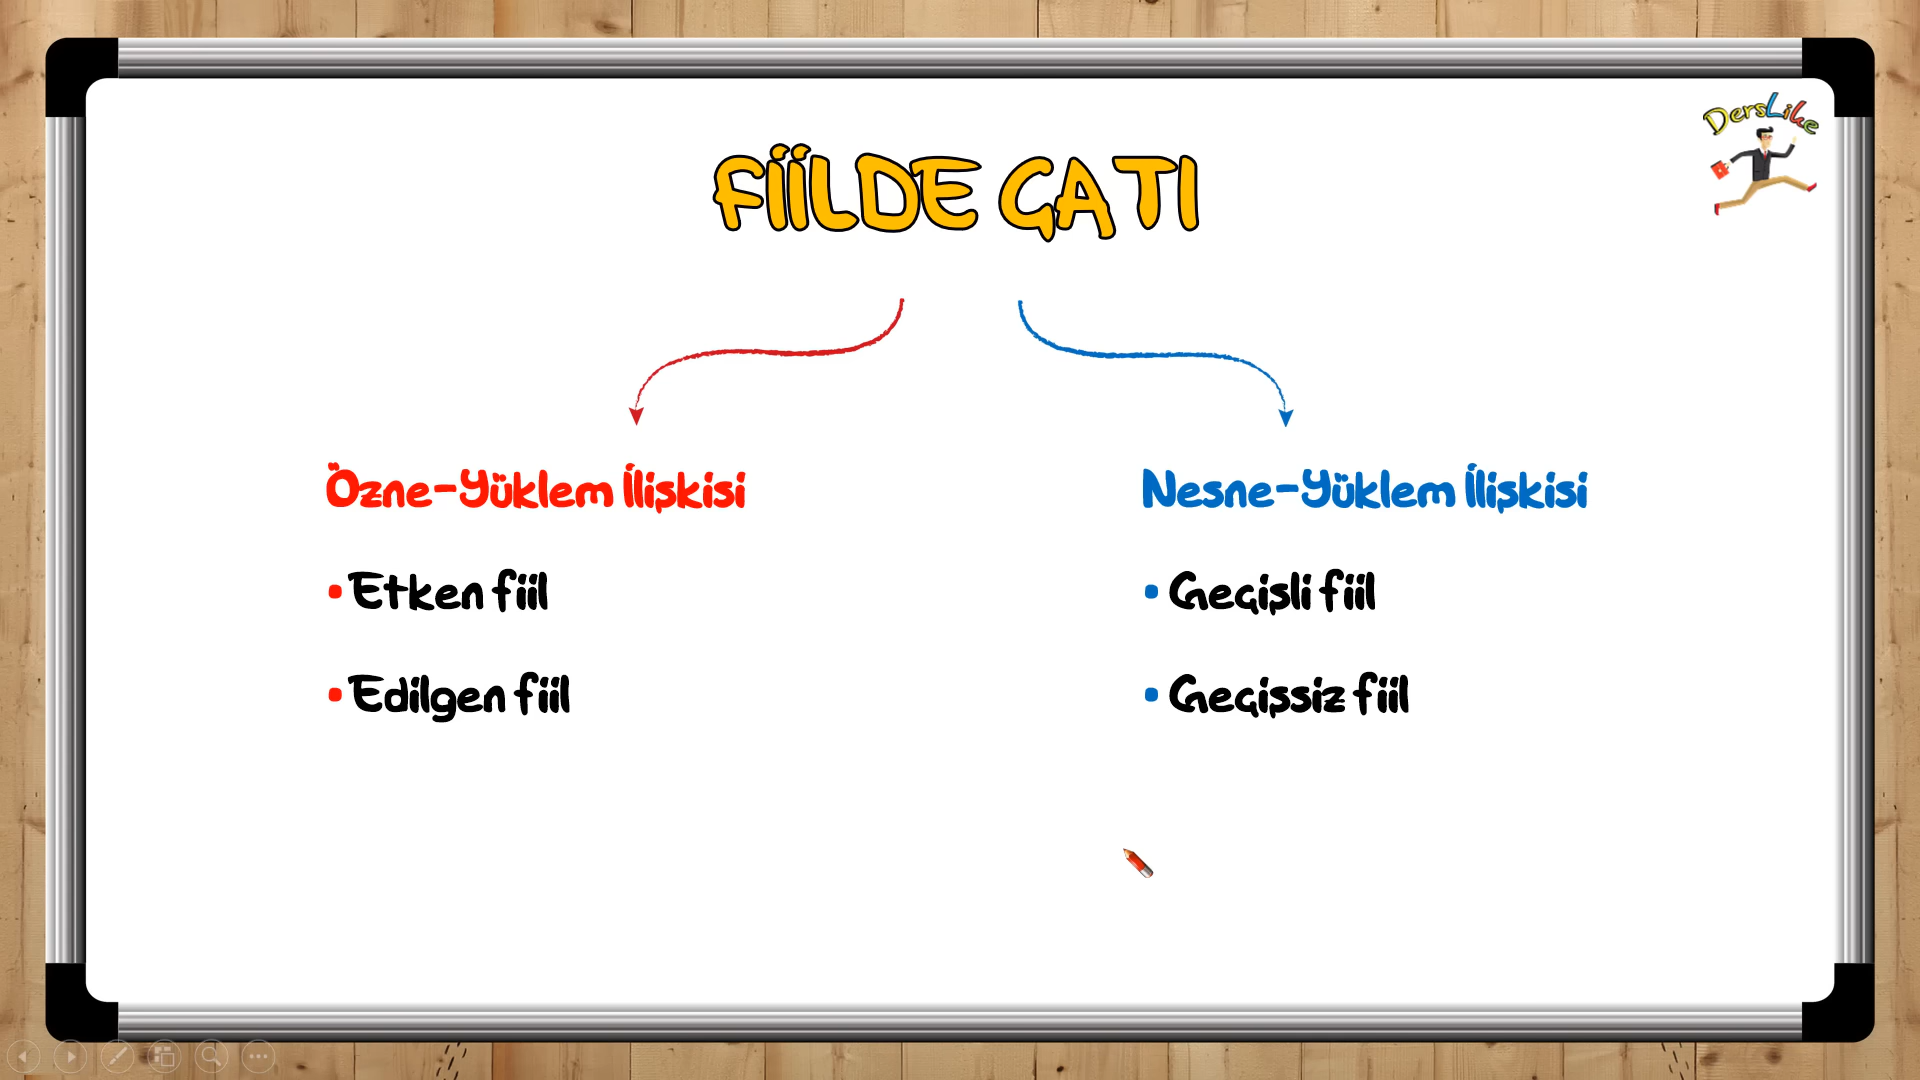 DersLike
FİİLDE ÇATI
Özne-Yüklem İlişkisi
• Etken fiil
• Edilgen fiil
Nesne-Yüklem İlişkisi
• Geçişli fiil
• Geçişsiz fiil